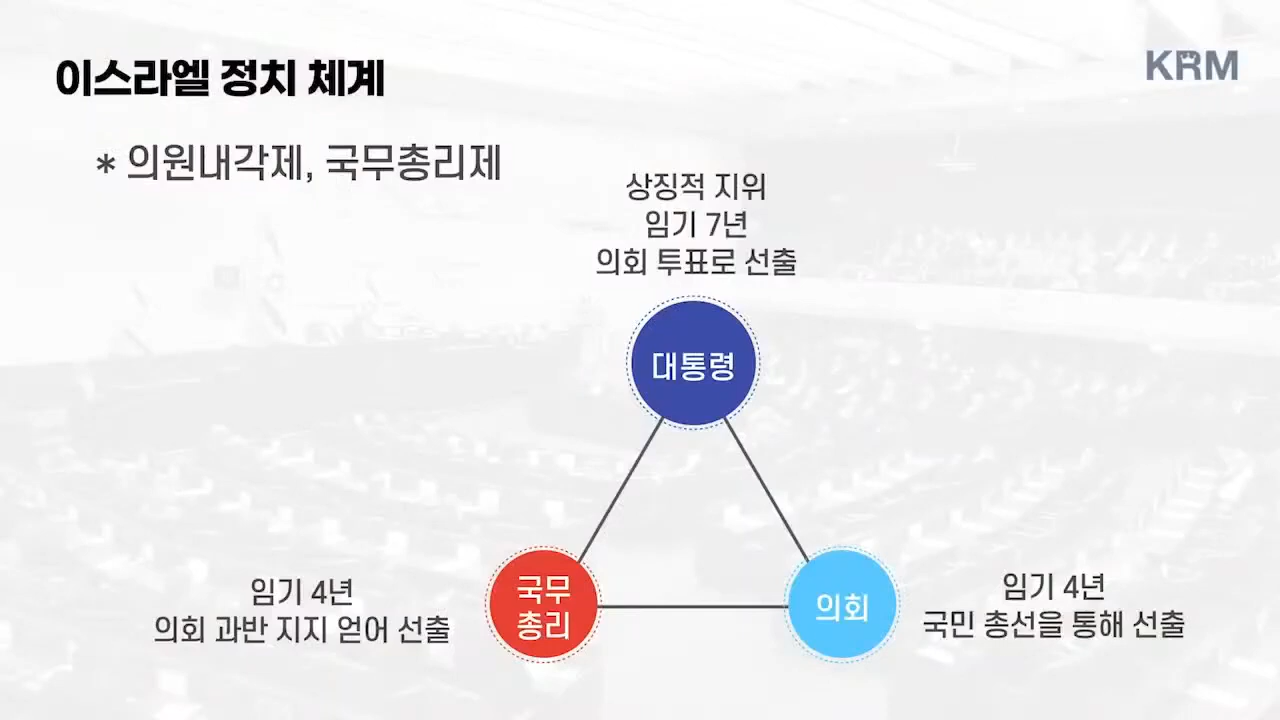 이스라엘 정치 체계
KRM
* 의원내각제, 국무총리제
상징적 지위
임기 7년
의회 투표로 선출
대통령
임기 4년
의회 과반 지지 얻어 선출
국무
총리
의회
임기 4년
국민 총선을 통해 선출